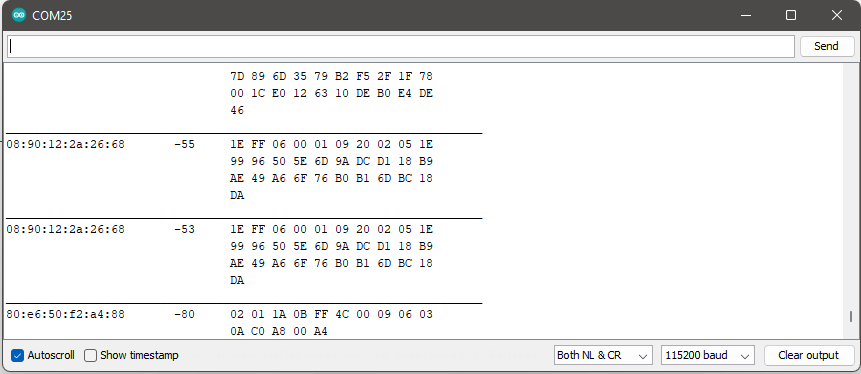 COM25
Send
7D 89 6D 35 79 B2 F5 2F 1F 78
00 1C E0 12 63 10 DE B0 E4 DE
46
08:90:12:2a:26:68 -55 1E FF 06 00 01 09 20 02 05 1E
99 96 50 5E 6D 9A DC D1 18 B9
AE 49 A6 6F 76 B0 B1 6D BC 18
DA
08:90:12:2a:26:68 -53 1E FF 06 00 01 09 20 02 05 1E
99 96 50 5E 6D 9A DC D1 18 B9
AE 49 A6 6F 76 B0 B1 6D BC 18
DA
80:e6:50:f2:a4:88 -80 02 01 1A 0B FF 4C 00 09 06 03
0A C0 A8 00 A4
Autoscroll Show timestamp Both NL & CR 115200 baud Clear output